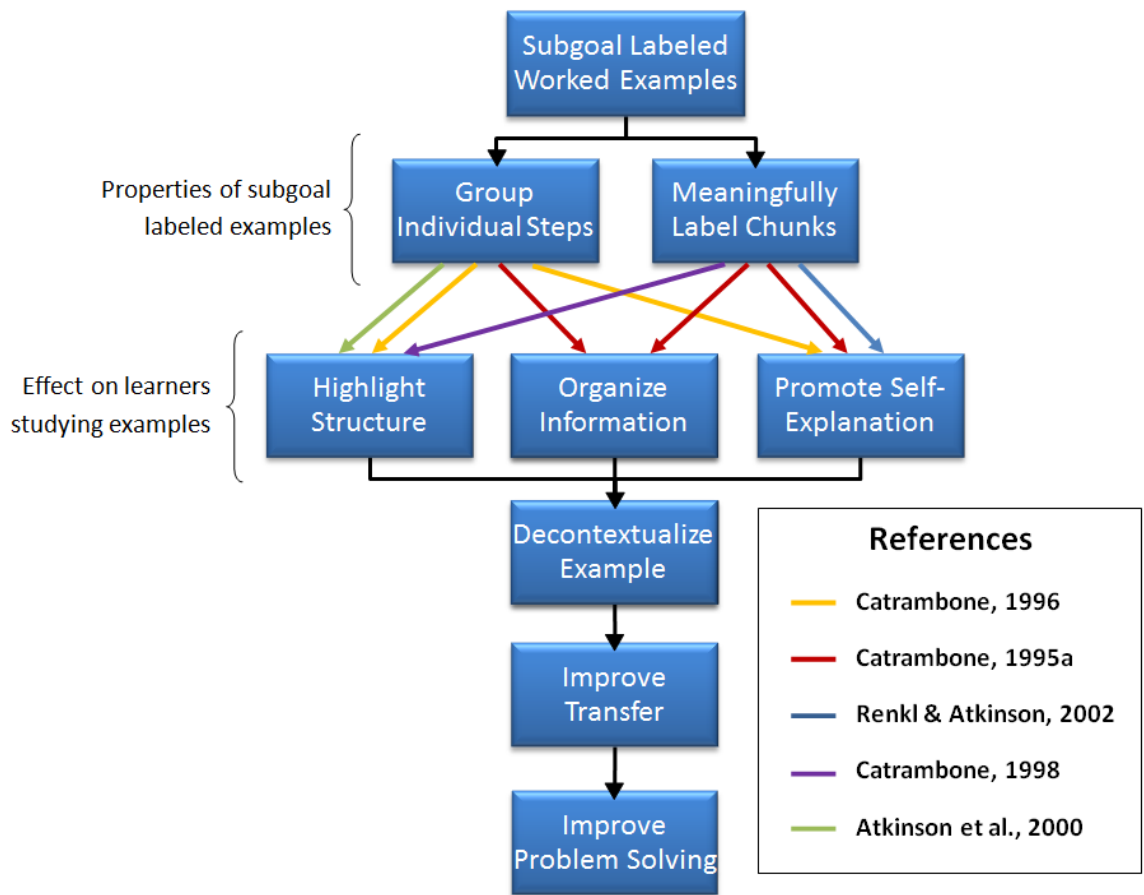 Subgoal Labeled
Worked Examples
Properties of subgoal
labeled examples
Group
Individual Steps
Meaningfully
Label Chunks
Effect on learners
studying examples
Highlight
Structure
Organize
Information
Promote Self-
Explanation
Decontextualize
Example
Improve
Transfer
Improve
Problem Solving
References
Catrambone, 1996
Catrambone, 1995a
Renkl & Atkinson, 2002
Catrambone, 1998
Atkinson et al., 2000